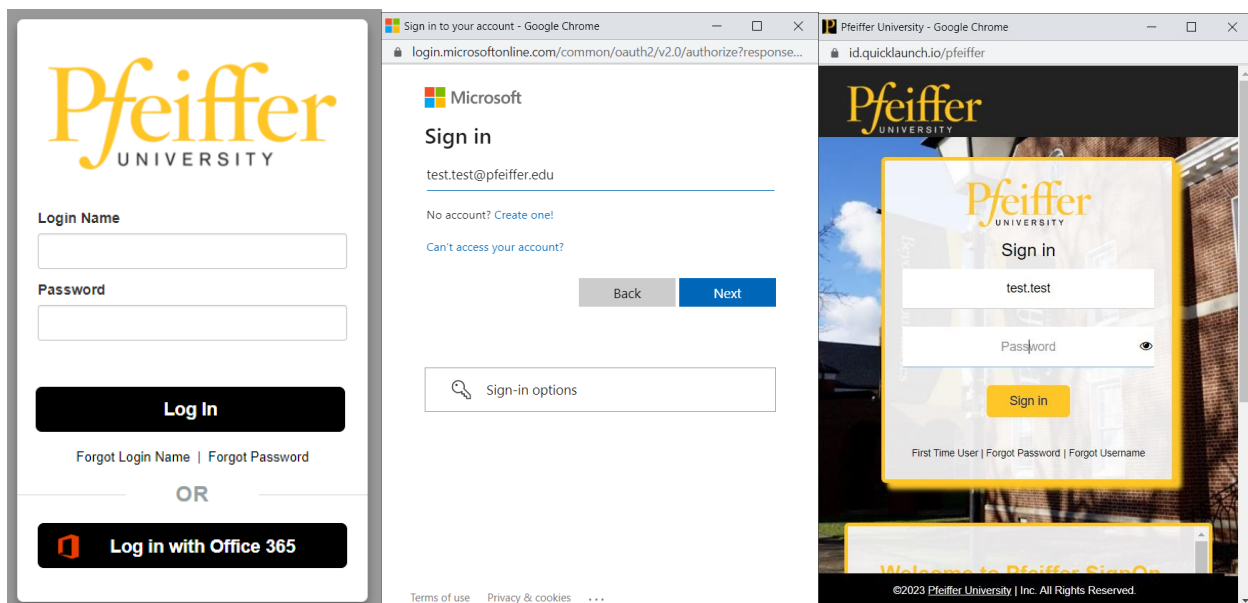 Pfeiffer
UNIVERSITY
Login Name
Password
Log In
Forgot Login Name | Forgot Password
OR
Log in with Office 365
Sign in to your account - Google Chrome
login.microsoftonline.com/common/oauth2/v2.0/authorize?response...
Microsoft
Sign in
test.test@pfeiffer.edu
No account? Create one!
Can't access your account?
Back Next
Sign-in options
Terms of use Privacy & cookies ...
Pfeiffer University - Google Chrome
id.quicklaunch.io/pfeiffer
Pfeiffer
UNIVERSITY
Pfeiffer
UNIVERSITY
Sign in
test.test
Password
Sign in
First Time User | Forgot Password | Forgot Username
Welcome to Pfeiffer SignOn
©2023 Pfeiffer University | Inc. All Rights Reserved.